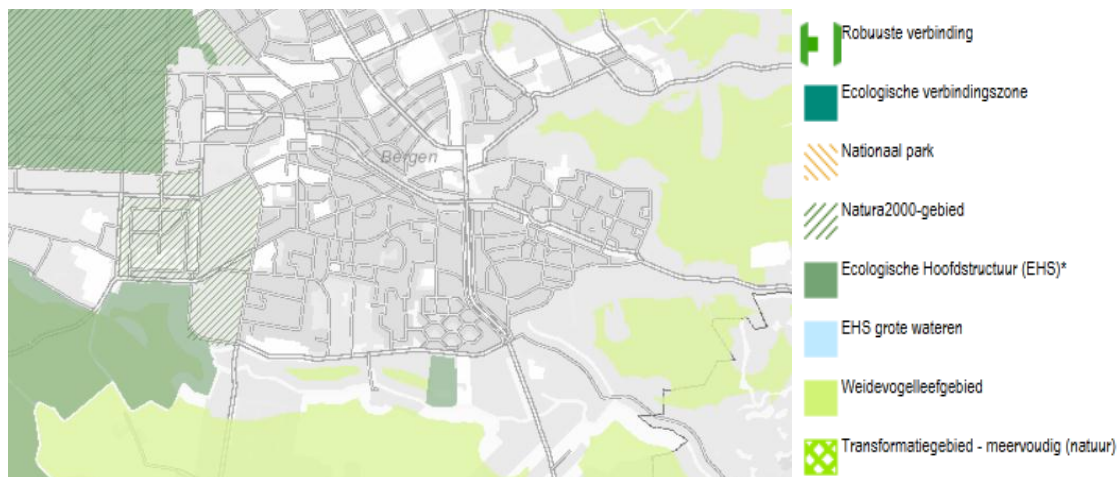 Bergen
Robuuste verbinding
Ecologische verbindingszone
Nationaal park
Natura2000-gebied
Ecologische Hoofdstructuur (EHS)*
EHS grote wateren
Weidevogelleefgebied
Transformatiegebied - meervoudig (natuur)